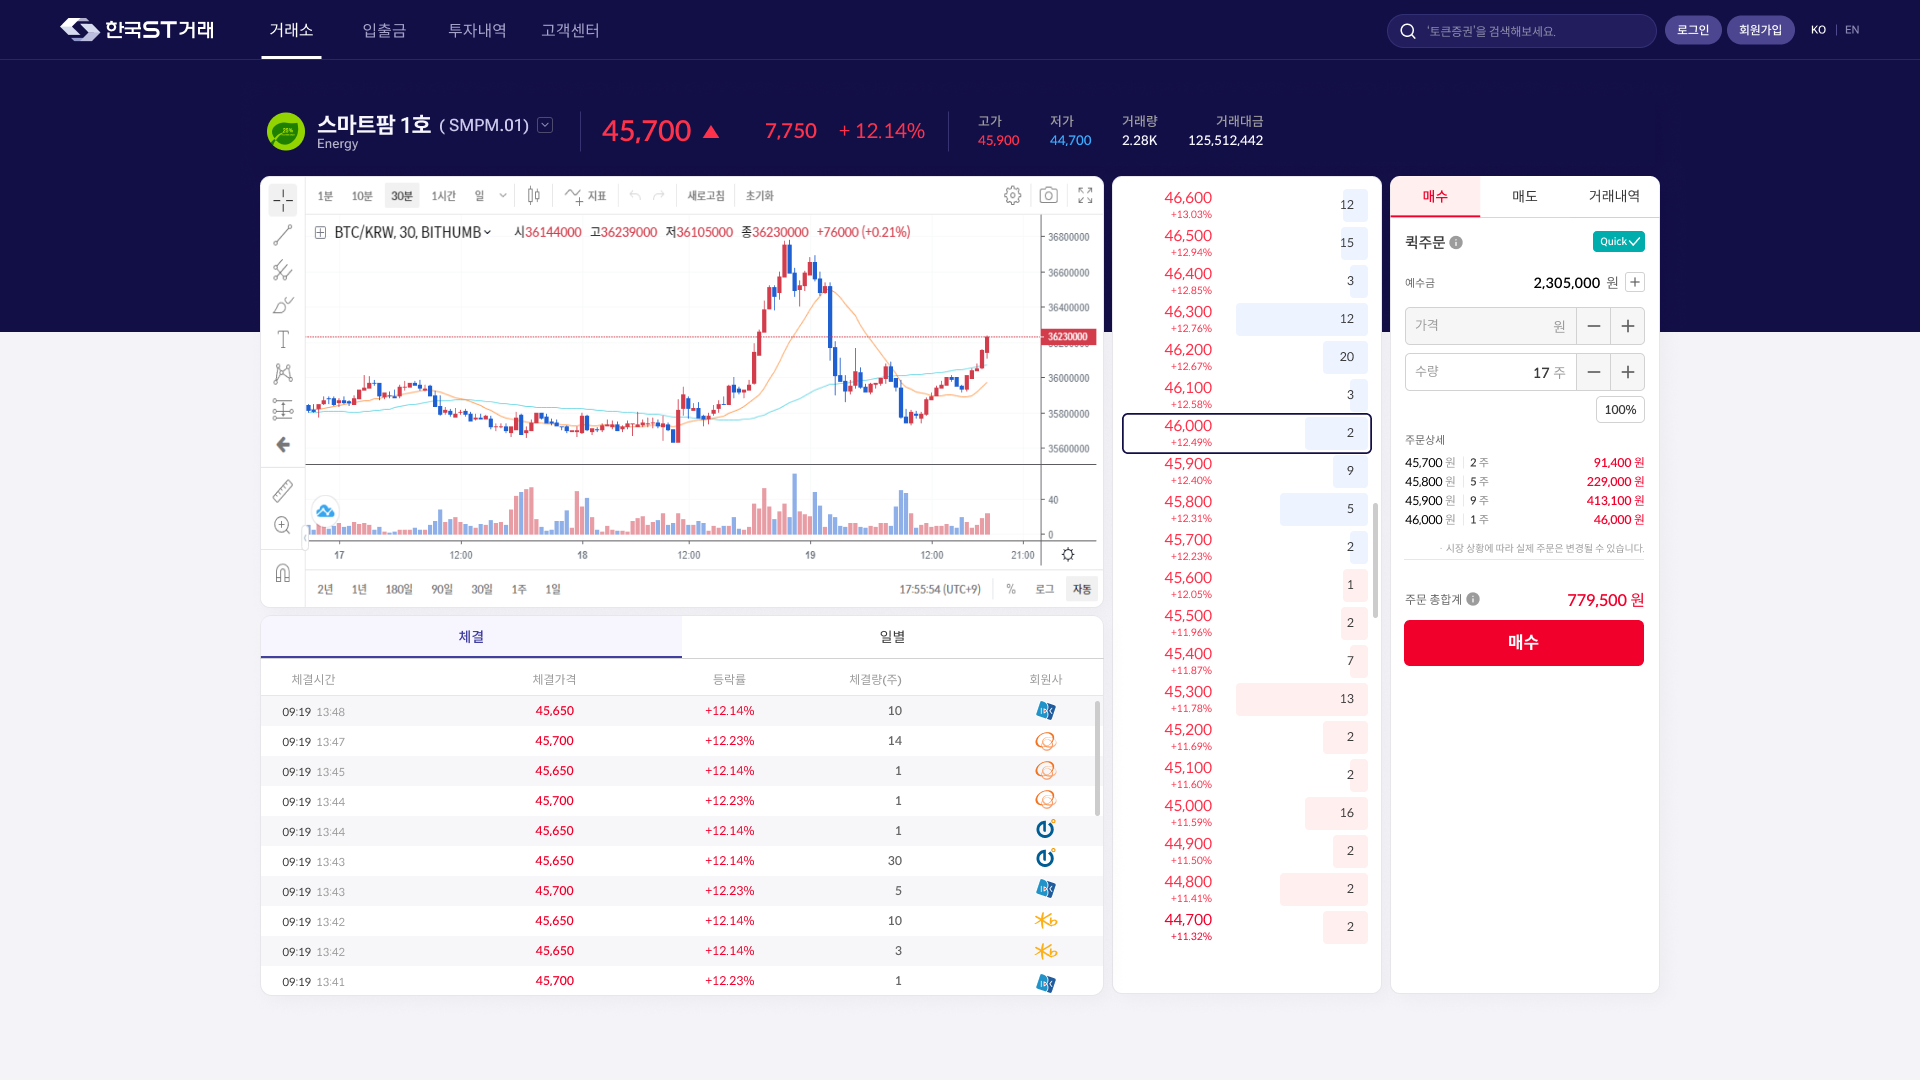 한국ST거래 거래소 입출금 투자내역 고객센터 '토큰증권'을 검색해보세요. 로그인 회원가입 KO | EN
스마트팜 1호 ( SMPM.01)
Energy
45,700 ▲ 7,750 + 12.14%
고가 저가 거래량 거래대금
45,900 44,700 2.28K 125,512,442
1분 10분 30분 1시간 일 지표 새로고침 초기화
BTC/KRW, 30, BITHUMB 시36144000 고36239000 저36105000 종36230000 +76000 (+0.21%)
36800000
36600000
36400000
36230000
36000000
35800000
35600000
40
0
17 12:00 18 12:00 19 12:00 21:00
2년 1년 180일 90일 30일 1주 1일 17:55:54 (UTC+9) % 로그 자동
체결 일별
체결시간 체결가격 등락률 체결량(주) 회원사
09:19 13:48 45,650 +12.14% 10
09:19 13:47 45,700 +12.23% 14
09:19 13:45 45,650 +12.14% 1
09:19 13:44 45,700 +12.23% 1
09:19 13:44 45,650 +12.14% 1
09:19 13:43 45,650 +12.14% 30
09:19 13:43 45,700 +12.23% 5
09:19 13:42 45,650 +12.14% 10
09:19 13:42 45,650 +12.14% 3
09:19 13:41 45,700 +12.23% 1
46,600 12
+13.03%
46,500 15
+12.94%
46,400 3
+12.85%
46,300 12
+12.76%
46,200 20
+12.67%
46,100 3
+12.58%
46,000 2
+12.49%
45,900 9
+12.40%
45,800 5
+12.31%
45,700 2
+12.23%
45,600 1
+12.05%
45,500 2
+11.96%
45,400 7
+11.87%
45,300 13
+11.78%
45,200 2
+11.69%
45,100 2
+11.60%
45,000 16
+11.59%
44,900 2
+11.50%
44,800 2
+11.41%
44,700 2
+11.32%
매수 매도 거래내역
퀵주문 Quick
예수금 2,305,000 원
가격 원
수량 17 주
100%
주문상세
45,700 원 2 주 91,400 원
45,800 원 5 주 229,000 원
45,900 원 9 주 413,100 원
46,000 원 1 주 46,000 원
· 시장 상황에 따라 실제 주문은 변경될 수 있습니다.
주문 총합계 779,500 원
매수